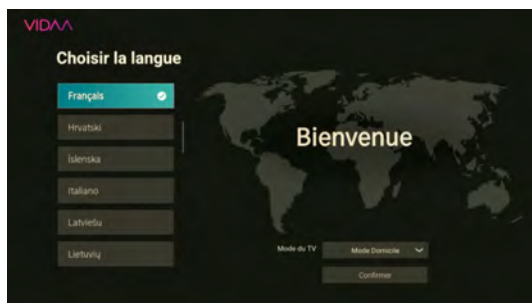 VIDAA
Choisir la langue
Français
Hrvatski
Íslenska
Italiano
Latviešu
Lietuvių
Bienvenue
Mode du TV
Mode Domicile
Confirmer